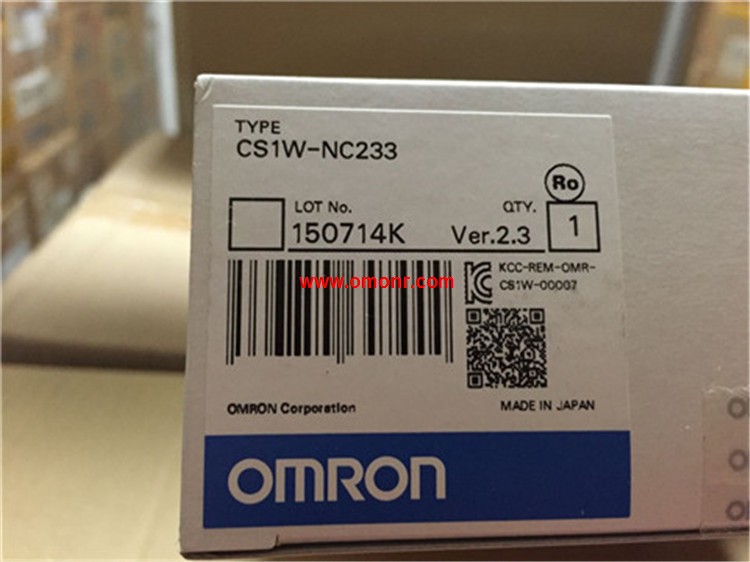 TYPE
CS1W-NC233
Ro
LOT No.
QTY.
150714K
Ver.2.3
1
www.omonr.com
KCC-REM-OMR-
CS1W-00007
OMRON Corporation
MADE IN JAPAN
OMRON